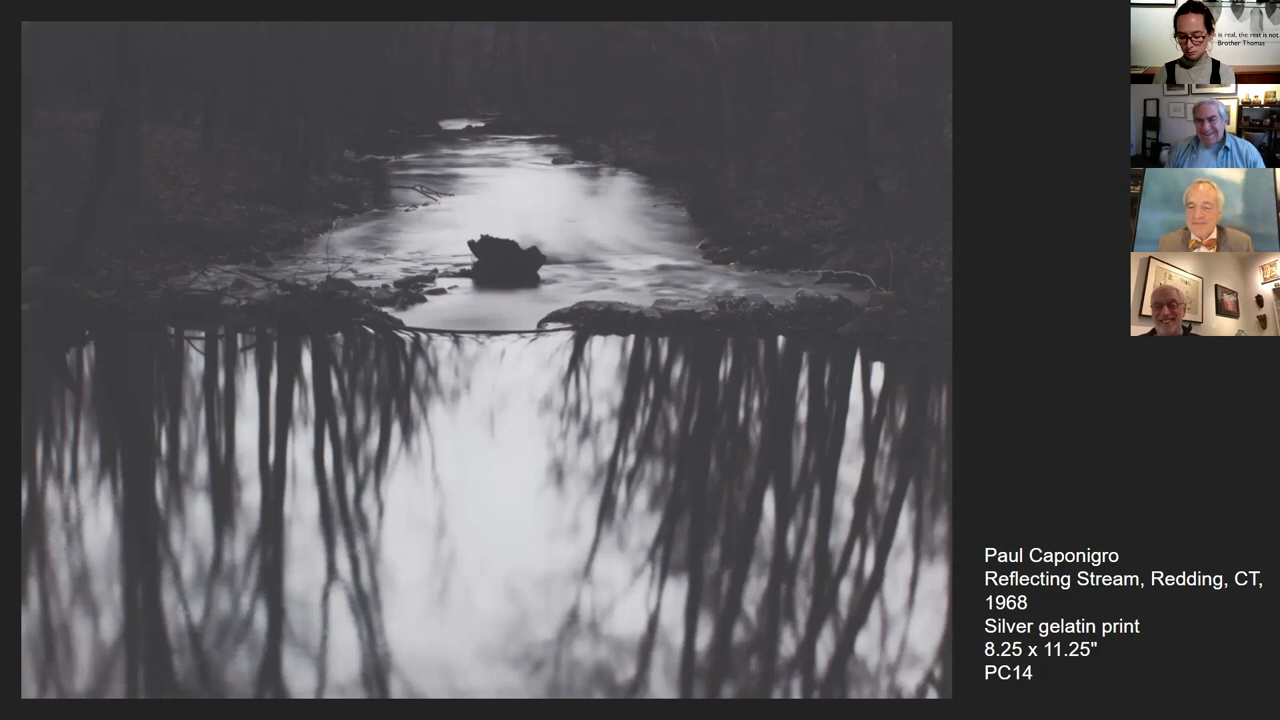 is real, the rest is not.
Brother Thomas
Paul Caponigro
Reflecting Stream, Redding, CT,
1968
Silver gelatin print
8.25 x 11.25"
PC14